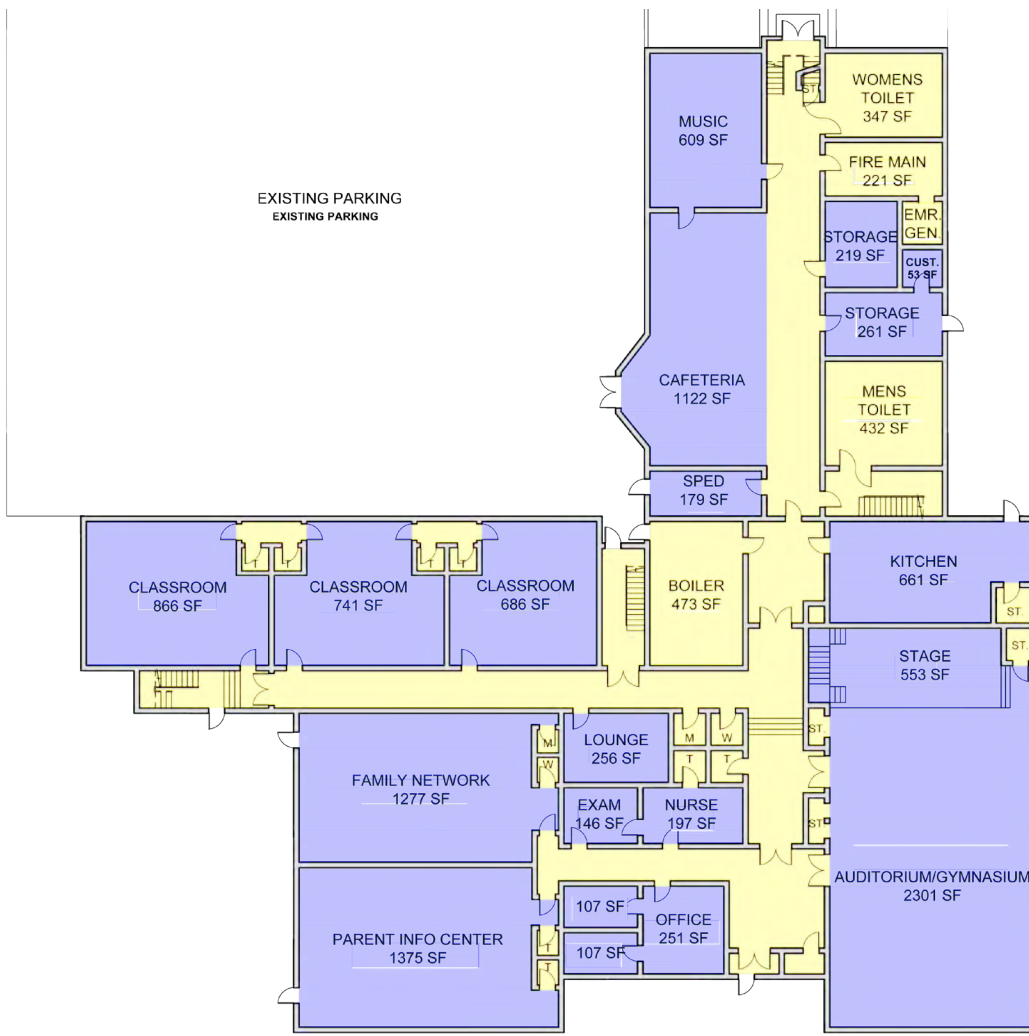 WOMENS
TOILET
347 SF
ST.
MUSIC
609 SF
FIRE MAIN
221 SF
EXISTING PARKING
EXISTING PARKING
EMR.
GEN.
STORAGE
219 SF
CUST.
53 SF
STORAGE
261 SF
CAFETERIA
1122 SF
MENS
TOILET
432 SF
SPED
179 SF
T
T
T
T
CLASSROOM
866 SF
CLASSROOM
741 SF
CLASSROOM
686 SF
BOILER
473 SF
KITCHEN
661 SF
ST.
ST.
STAGE
553 SF
ST.
M
W
LOUNGE
256 SF
M
W
T
T
FAMILY NETWORK
1277 SF
EXAM
146 SF
NURSE
197 SF
ST.
AUDITORIUM/GYMNASIUM
2301 SF
107 SF
OFFICE
251 SF
PARENT INFO CENTER
1375 SF
T
107 SF
T